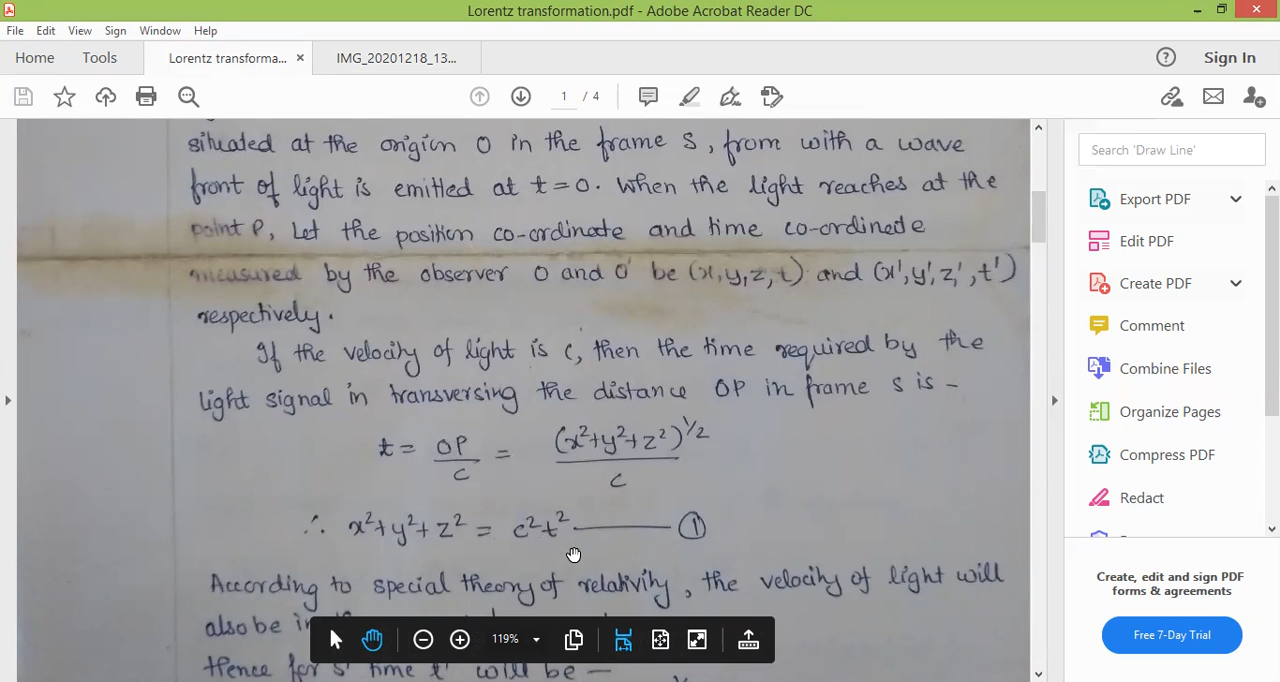 Lorentz transformation.pdf - Adobe Acrobat Reader DC
File Edit View Sign Window Help
Home Tools Lorentz transforma... × IMG_20201218_13... ? Sign In
1 / 4
situated at the origion O in the frame S, from with a wave
front of light is emitted at t=0. When the light reaches at the
point P, Let the position co-ordinate and time co-ordinede
measured by the observer O and O' be (x,y,z,t) and (x',y',z',t')
respectively.
If the velocity of light is c, then the time required by the
light signal in transversing the distance OP in frame S is -
t = OP/c = (x²+y²+z²)^1/2/c
∴ x²+y²+z² = c²t² ——— ①
According to special theory of relativity, the velocity of light will
also be in
Hence for s' time t' will be —
119%
Search 'Draw Line'
Export PDF
Edit PDF
Create PDF
Comment
Combine Files
Organize Pages
Compress PDF
Redact
Create, edit and sign PDF
forms & agreements
Free 7-Day Trial